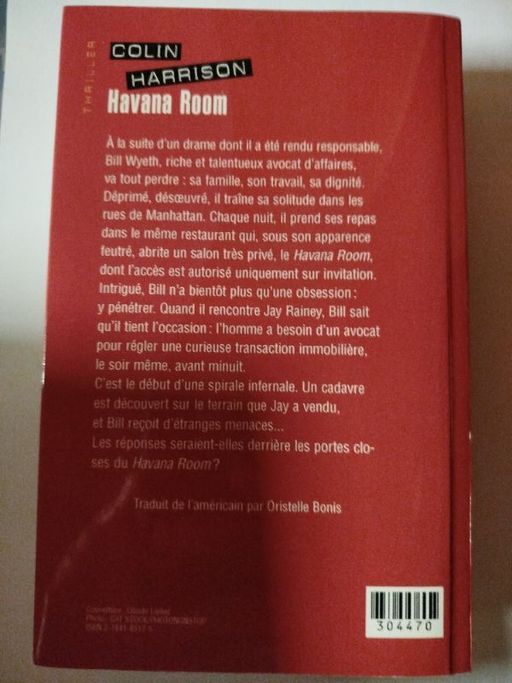 THRILLER
COLIN
HARRISON
Havana Room
À la suite d'un drame dont il a été rendu responsable,
Bill Wyeth, riche et talentueux avocat d'affaires,
va tout perdre : sa famille, son travail, sa dignité.
Déprimé, désœuvré, il traîne sa solitude dans les
rues de Manhattan. Chaque nuit, il prend ses repas
dans le même restaurant qui, sous son apparence
feutré, abrite un salon très privé, le Havana Room,
dont l'accès est autorisé uniquement sur invitation.
Intrigué, Bill n'a bientôt plus qu'une obsession :
y pénétrer. Quand il rencontre Jay Rainey, Bill sait
qu'il tient l'occasion : l'homme a besoin d'un avocat
pour régler une curieuse transaction immobilière,
le soir même, avant minuit.
C'est le début d'une spirale infernale. Un cadavre
est découvert sur le terrain que Jay a vendu,
et Bill reçoit d'étranges menaces...
Les réponses seraient-elles derrière les portes clo-
ses du Havana Room ?
Traduit de l'américain par Oristelle Bonis
Couverture : Claude
Photo :
ISBN
304470